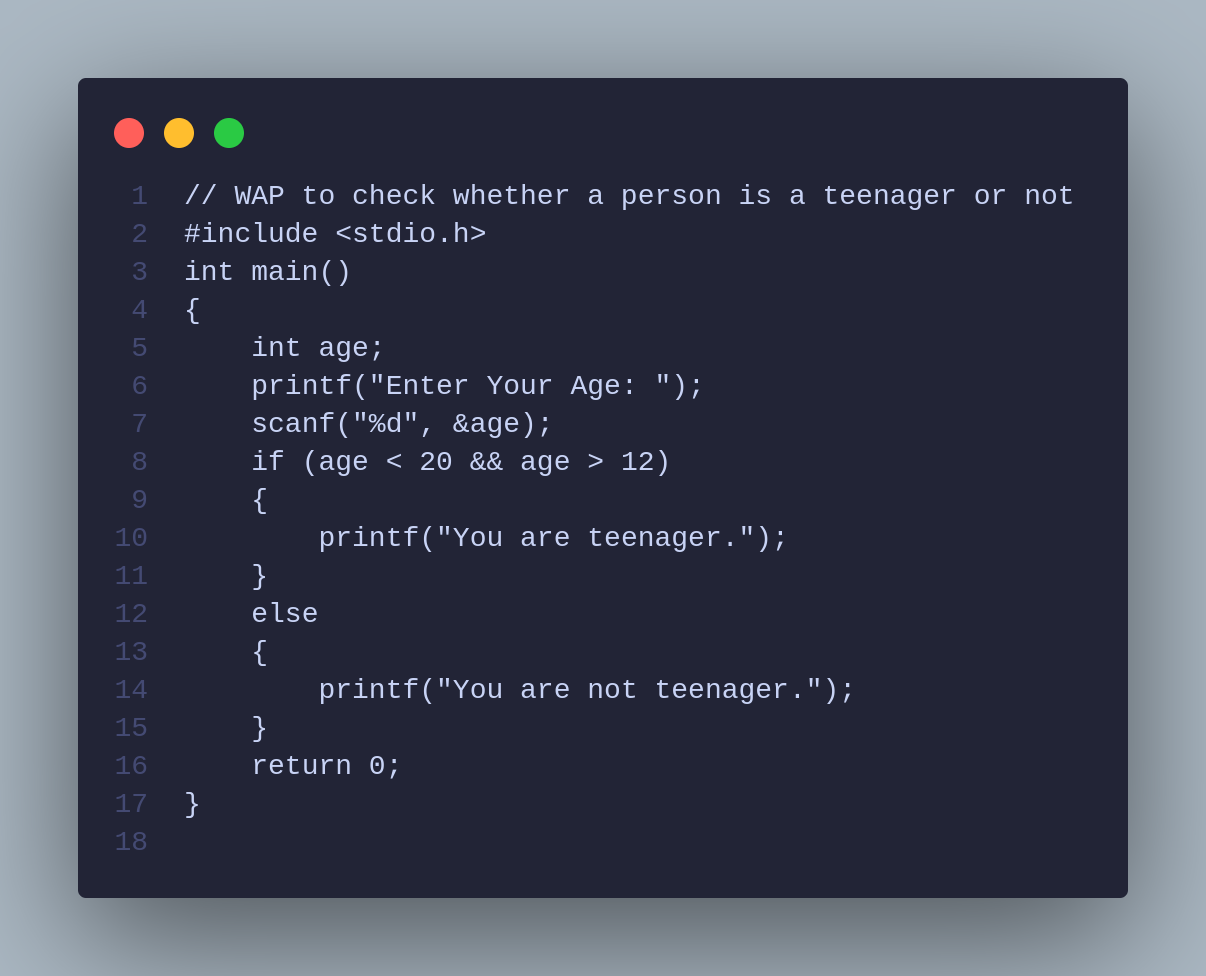 1 // WAP to check whether a person is a teenager or not
2 #include <stdio.h>
3 int main()
4 {
5     int age;
6     printf("Enter Your Age: ");
7     scanf("%d", &age);
8     if (age < 20 && age > 12)
9     {
10         printf("You are teenager.");
11     }
12     else
13     {
14         printf("You are not teenager.");
15     }
16     return 0;
17 }
18